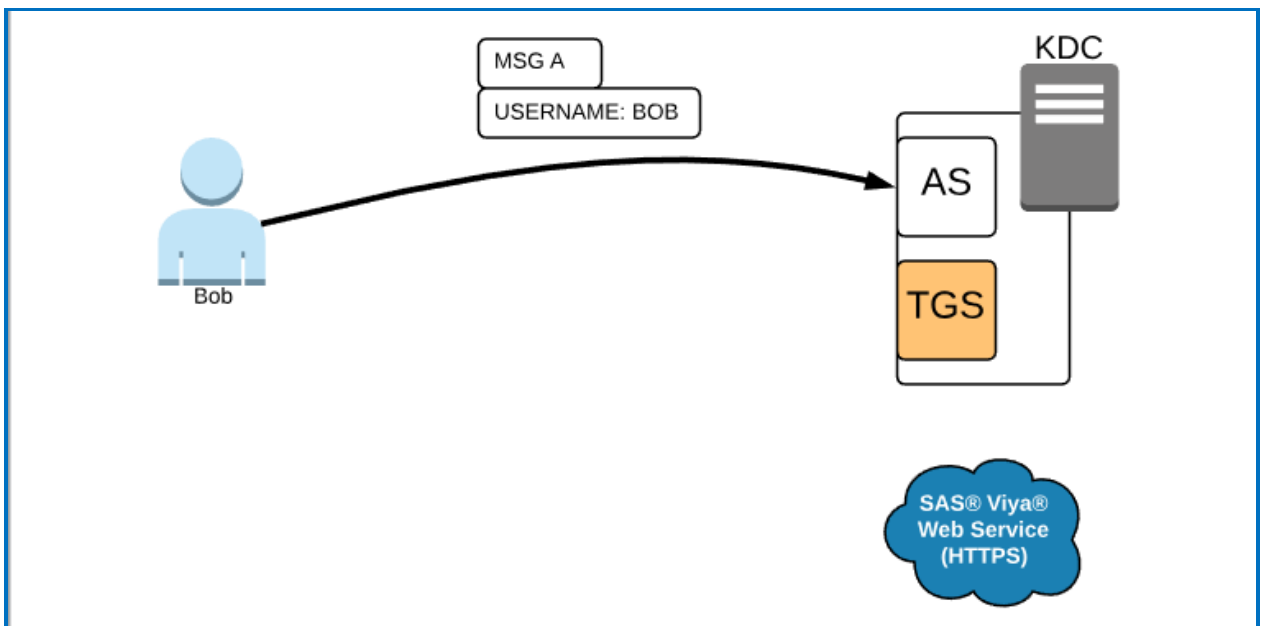 KDC
MSG A
USERNAME: BOB
AS
Bob
TGS
SAS® Viya®
Web Service
(HTTPS)